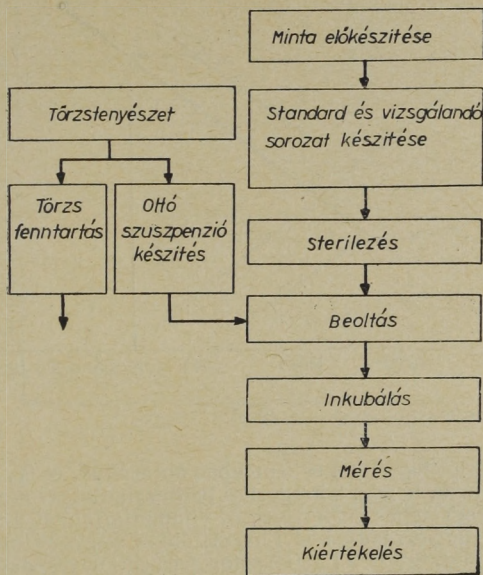 Minta előkészitése
Törzstenyészet
Standard és vizsgálandó
sorozat készitése
Törzs
fenntartás
Oltó
szuszpenzió
készités
Sterilezés
Beoltás
Inkubálás
Mérés
Kiértékelés